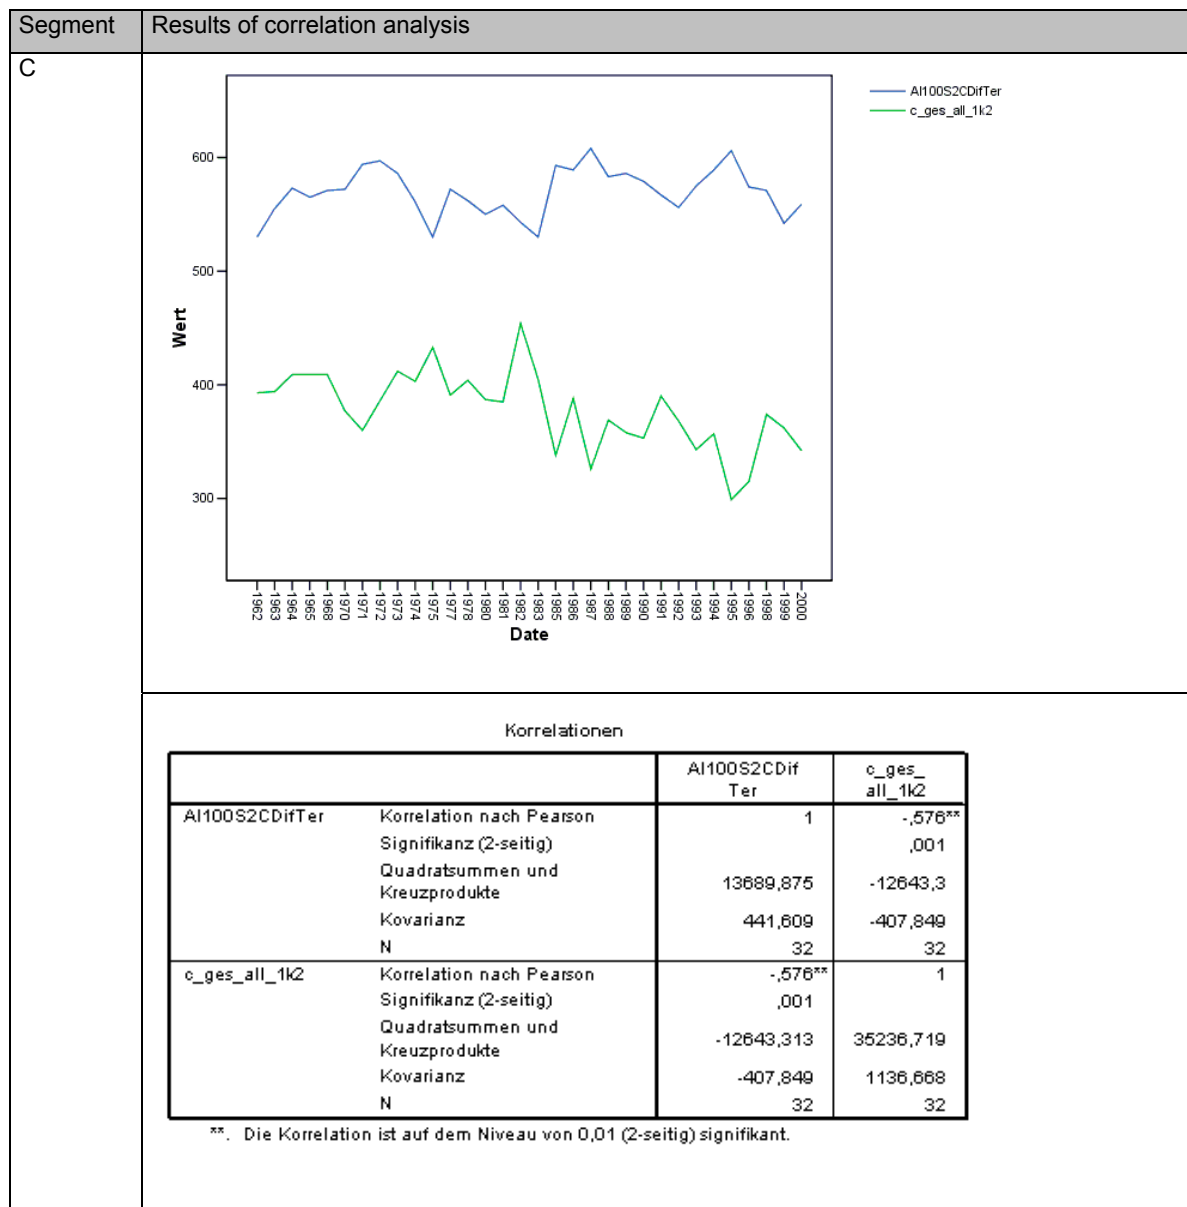 Segment Results of correlation analysis
C
AI100S2CDifTer
c_ges_all_1k2
600
500
400
300
Wert
1962 1963 1964 1965 1968 1970 1971 1972 1973 1974 1975 1977 1978 1980 1981 1982 1983 1985 1986 1987 1988 1989 1990 1991 1992 1993 1994 1995 1996 1998 1999 2000
Date
Korrelationen
AI100S2CDif c_ges_
Ter all_1k2
AI100S2CDifTer Korrelation nach Pearson 1 -,576**
Signifikanz (2-seitig) ,001
Quadratsummen und
Kreuzprodukte 13689,875 -12643,3
Kovarianz 441,609 -407,849
N 32 32
c_ges_all_1k2 Korrelation nach Pearson -,576** 1
Signifikanz (2-seitig) ,001
Quadratsummen und
Kreuzprodukte -12643,313 35236,719
Kovarianz -407,849 1136,668
N 32 32
**. Die Korrelation ist auf dem Niveau von 0,01 (2-seitig) signifikant.